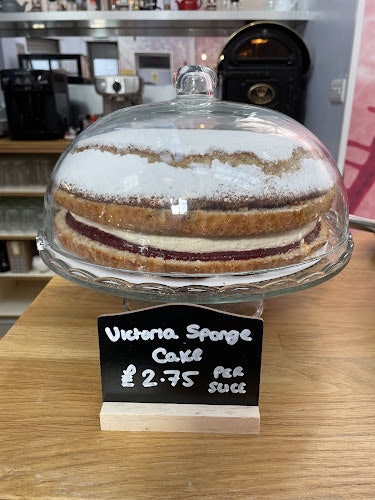 Victoria Sponge
Cake
£2.75 PER
SLICE